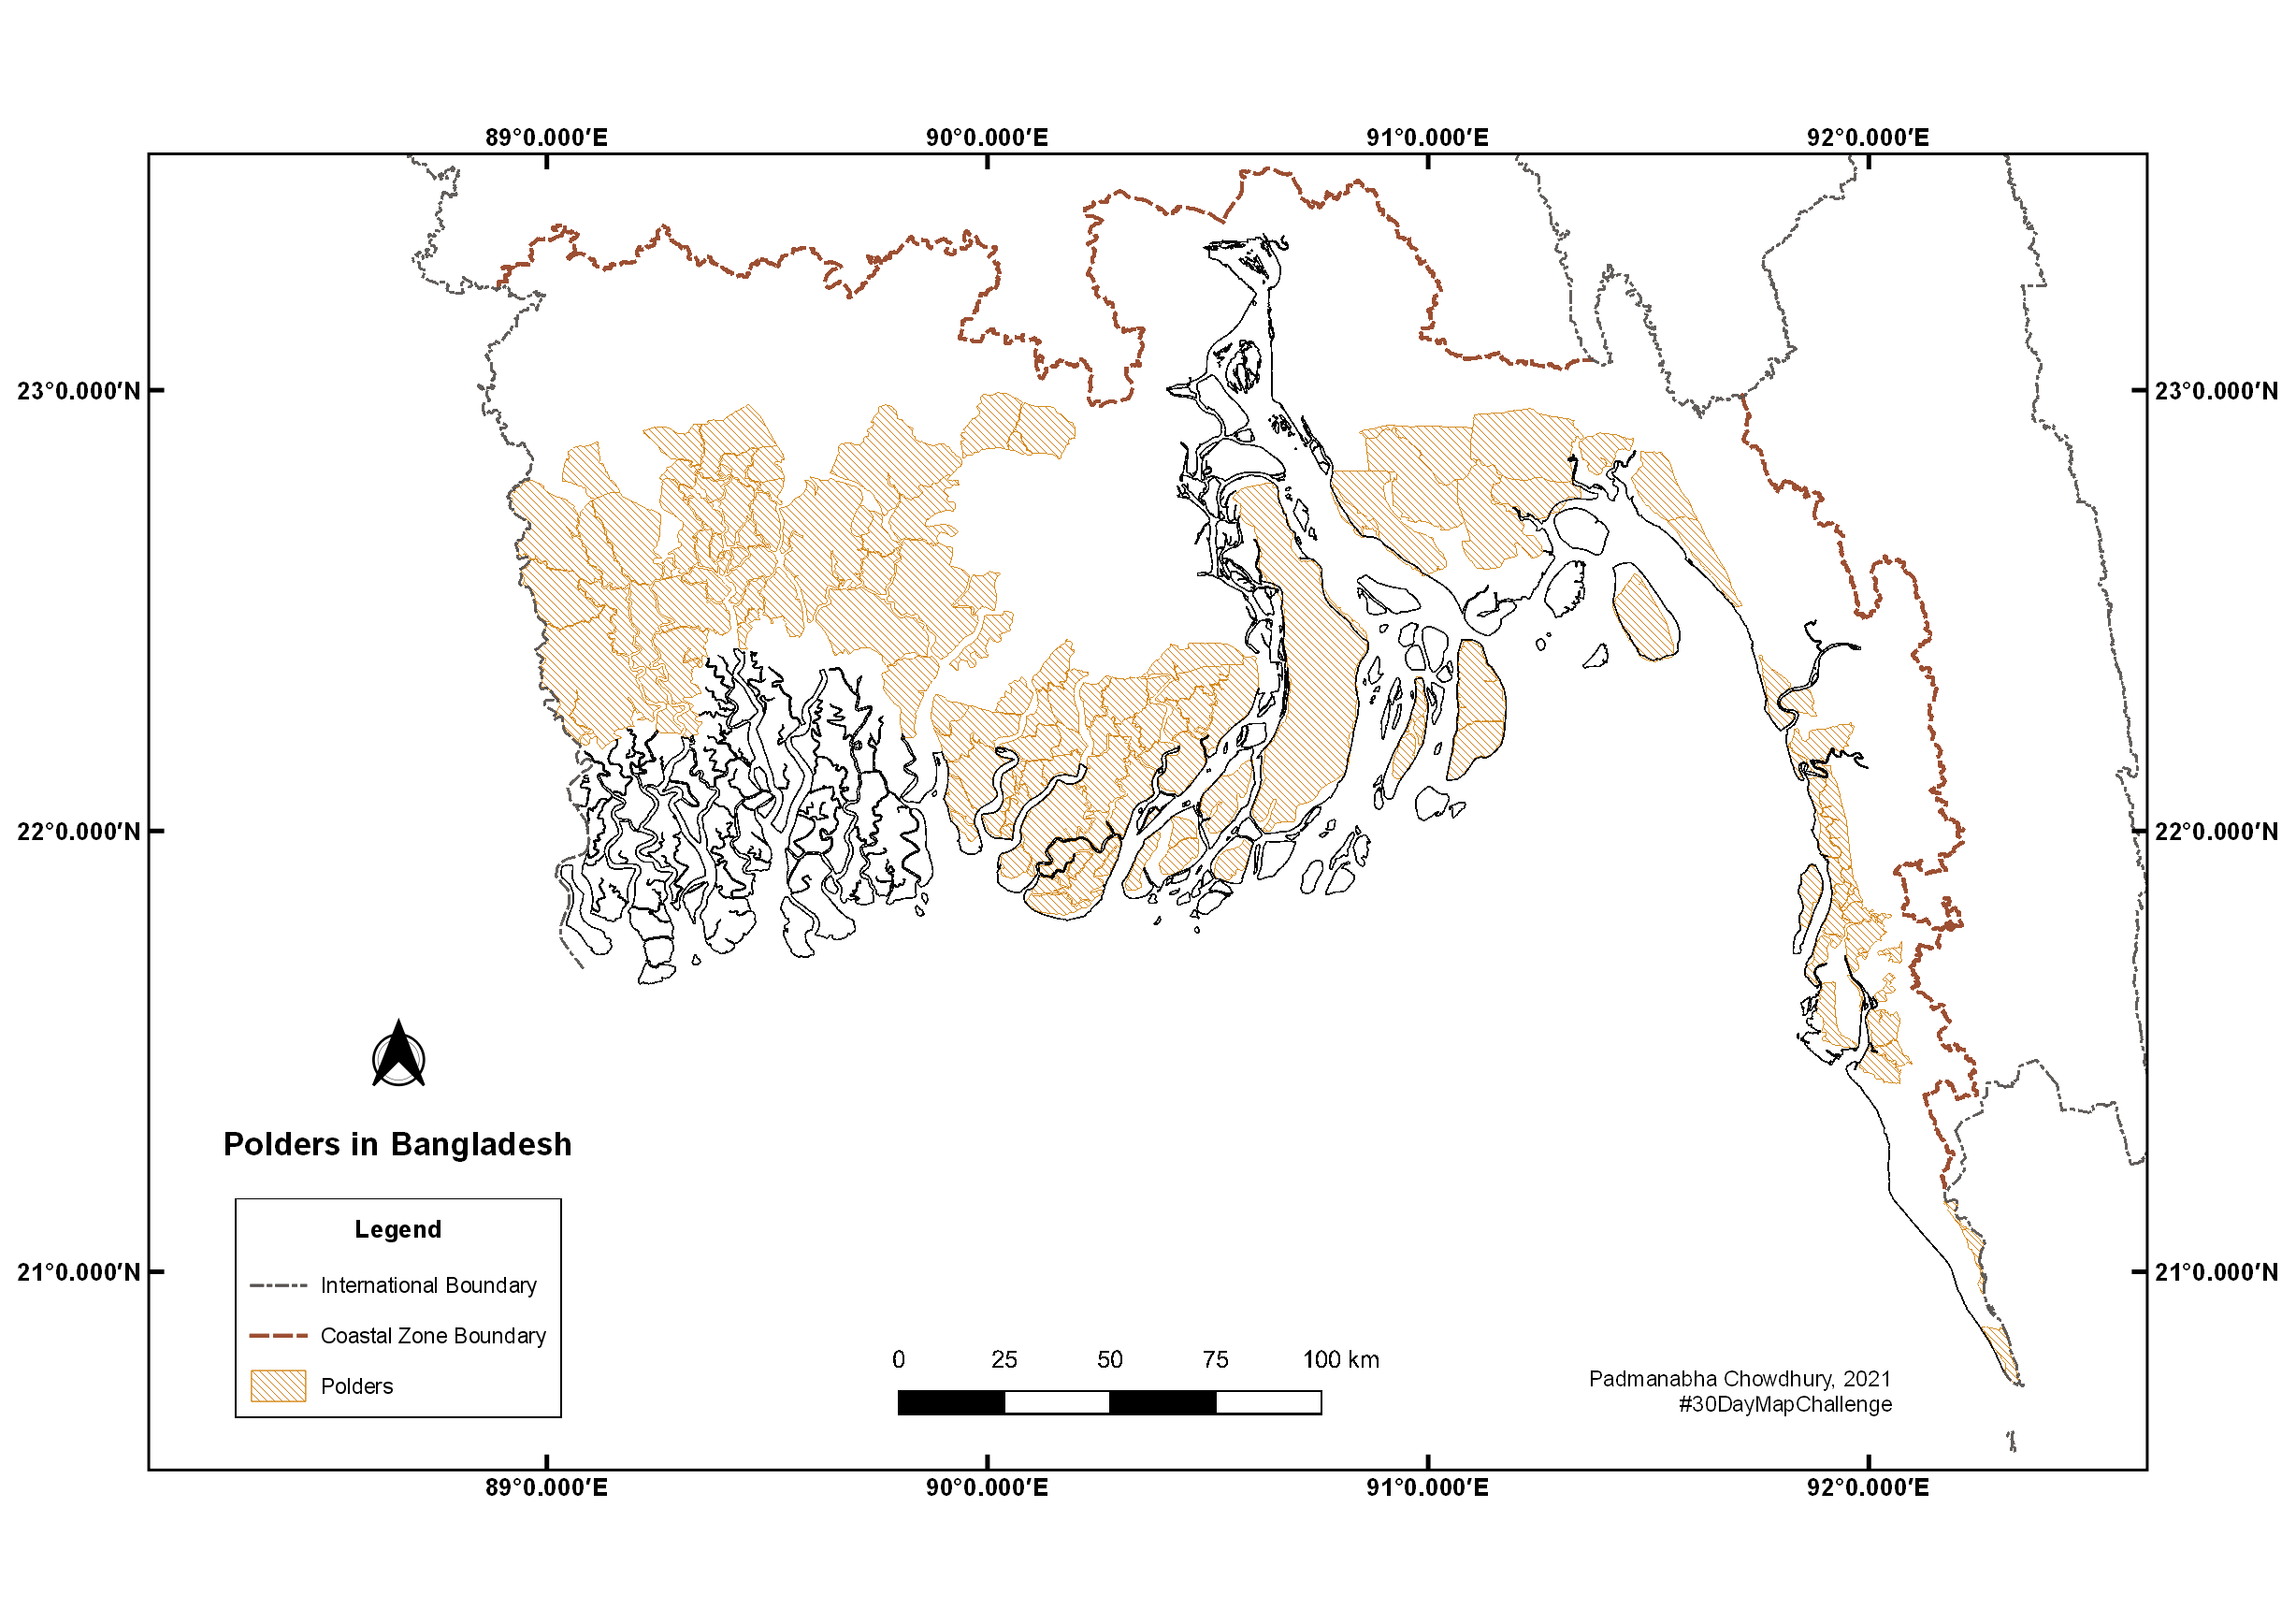 89°0.000′E 90°0.000′E 91°0.000′E 92°0.000′E
23°0.000′N 23°0.000′N
22°0.000′N 22°0.000′N
Polders in Bangladesh
Legend
International Boundary
Coastal Zone Boundary
Polders
21°0.000′N 21°0.000′N
0 25 50 75 100 km
Padmanabha Chowdhury, 2021
#30DayMapChallenge
89°0.000′E 90°0.000′E 91°0.000′E 92°0.000′E